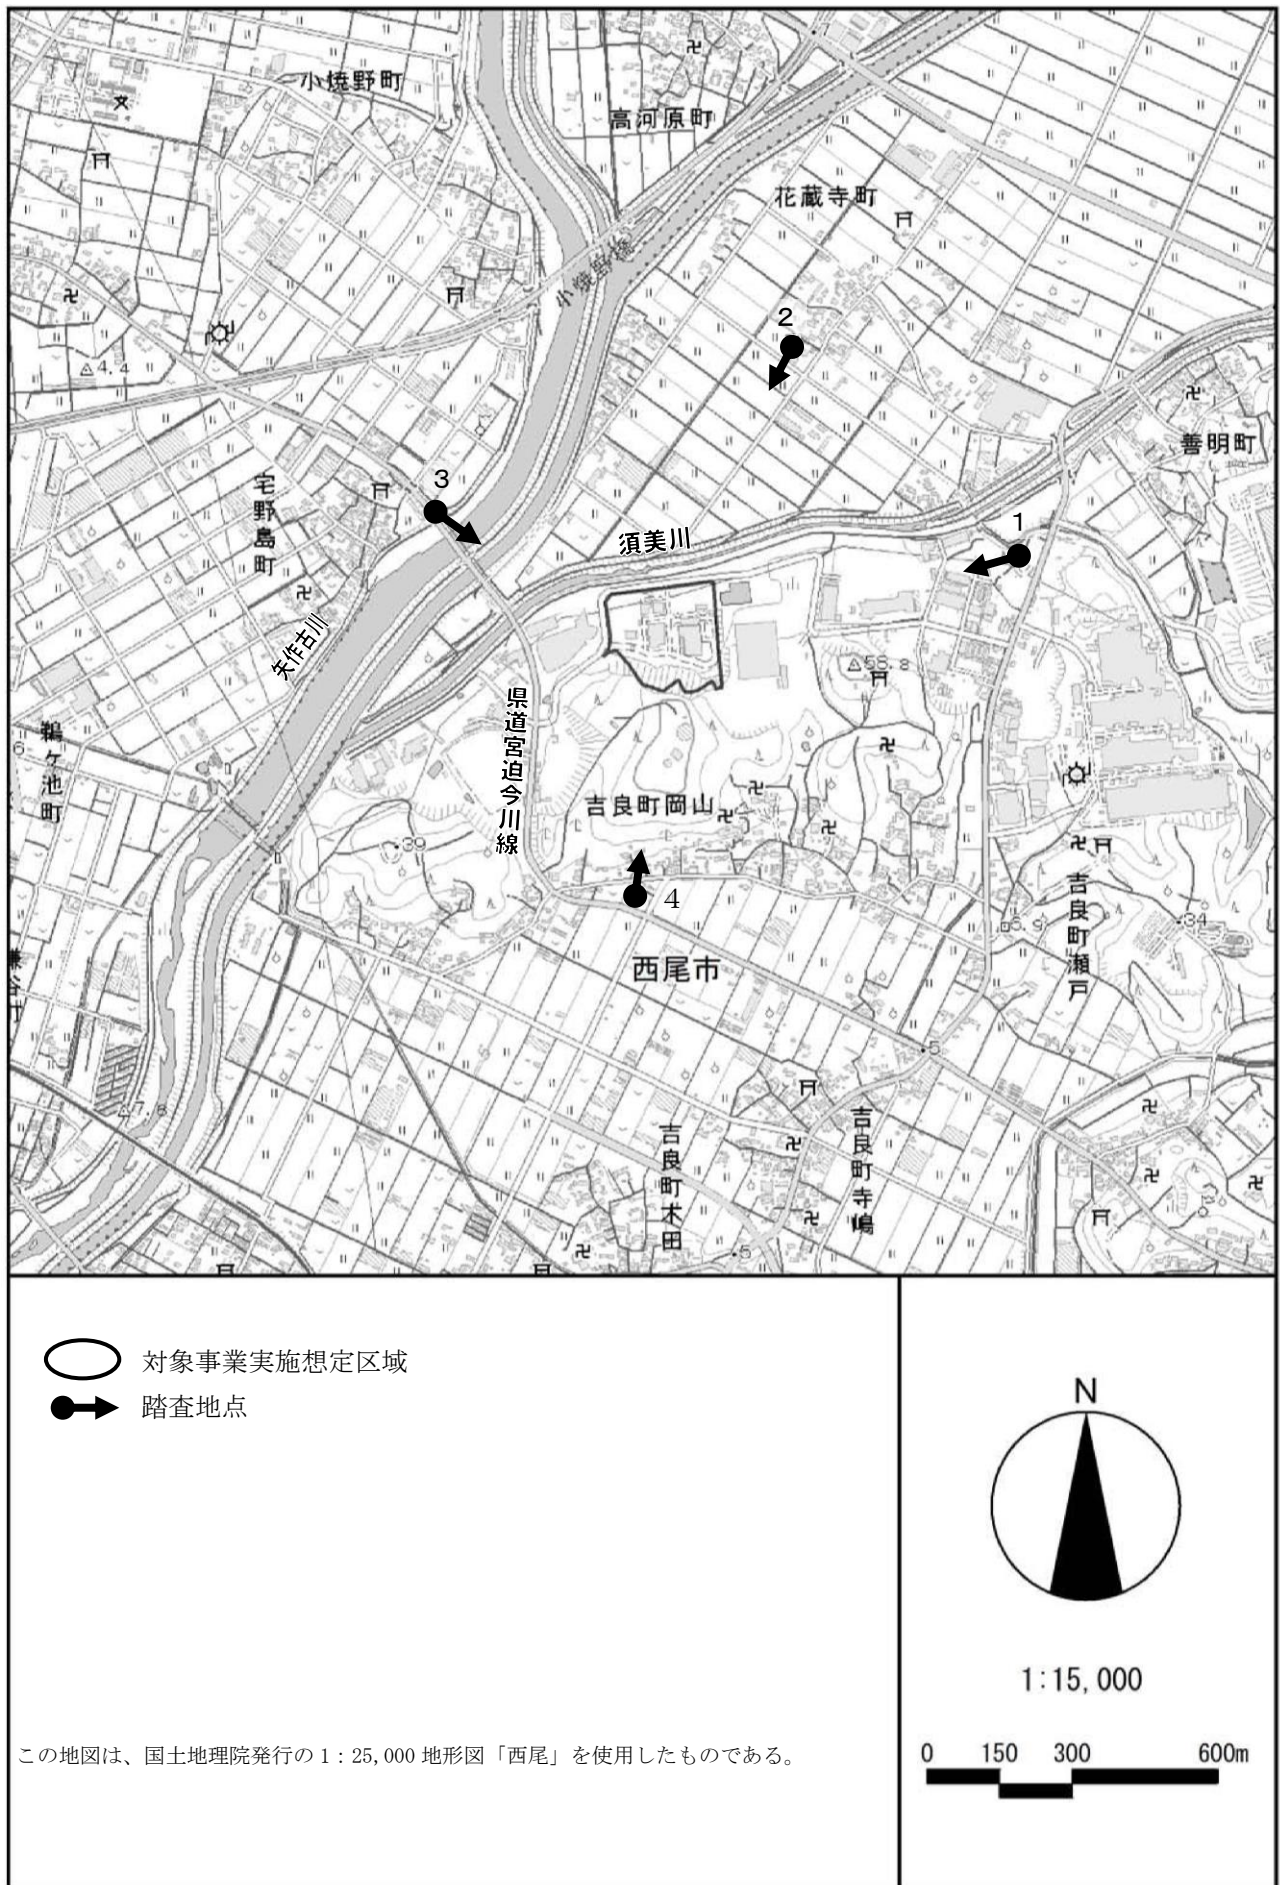 小焼野町
高河原町
花蔵寺町
小焼野橋
4.4
2
善明町
3
宅野島町
須美川
1
矢作古川
56.8
県道宮迫今川線
鵜ヶ池町
吉良町岡山
39
4
吉良町瀬戸
6.9
34
西尾市
5
7.8
吉良町木田
吉良町寺嶋
5
対象事業実施想定区域
踏査地点
N
1:15,000
0 150 300 600m
この地図は、国土地理院発行の 1：25,000 地形図「西尾」を使用したものである。